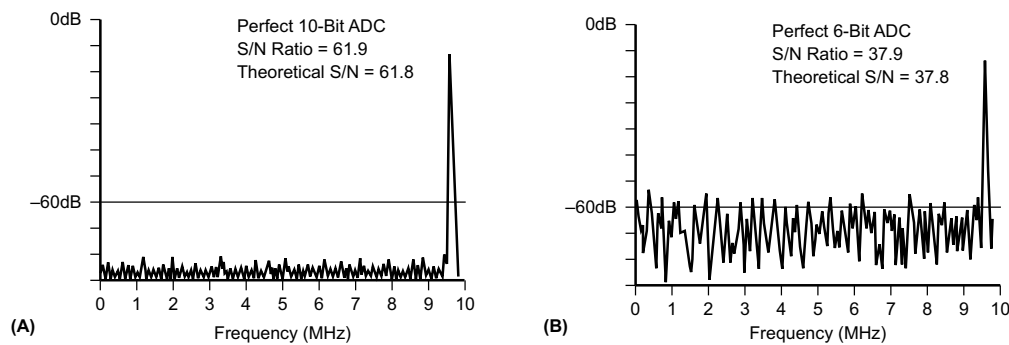 0dB
Perfect 10-Bit ADC
S/N Ratio = 61.9
Theoretical S/N = 61.8
–60dB
0 1 2 3 4 5 6 7 8 9 10
(A)
Frequency (MHz)
0dB
Perfect 6-Bit ADC
S/N Ratio = 37.9
Theoretical S/N = 37.8
–60dB
0 1 2 3 4 5 6 7 8 9 10
(B)
Frequency (MHz)